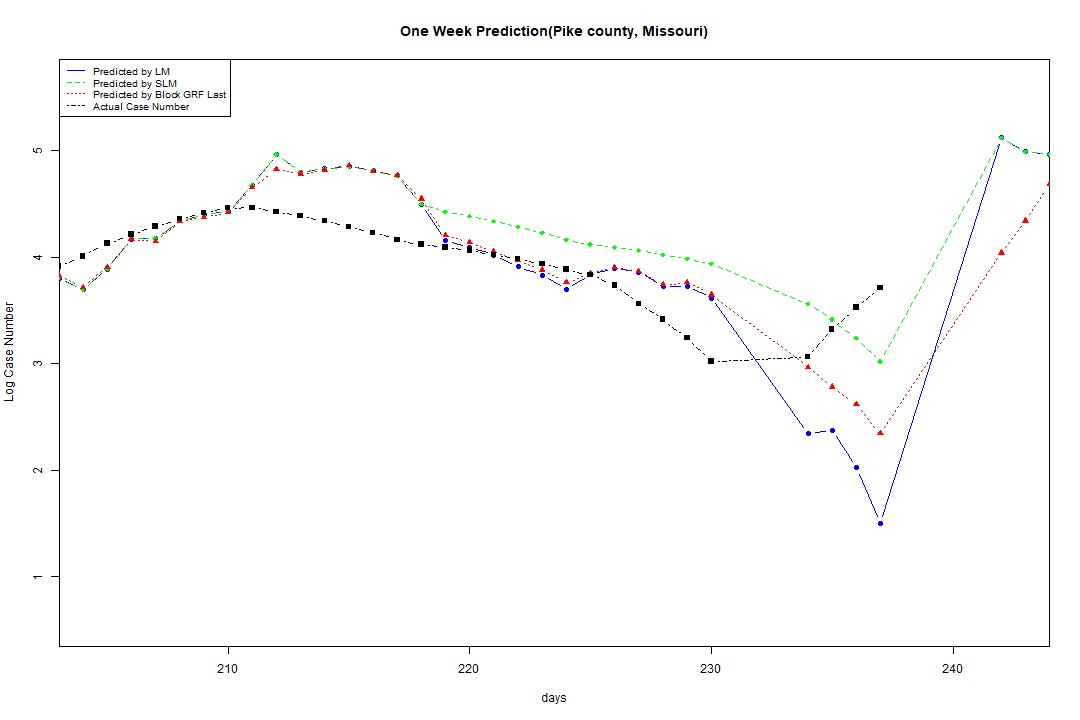 One Week Prediction(Pike county, Missouri)
Predicted by LM
Predicted by SLM
Predicted by Block GRF Last
Actual Case Number
5
4
3
2
1
Log Case Number
210 220 230 240
days